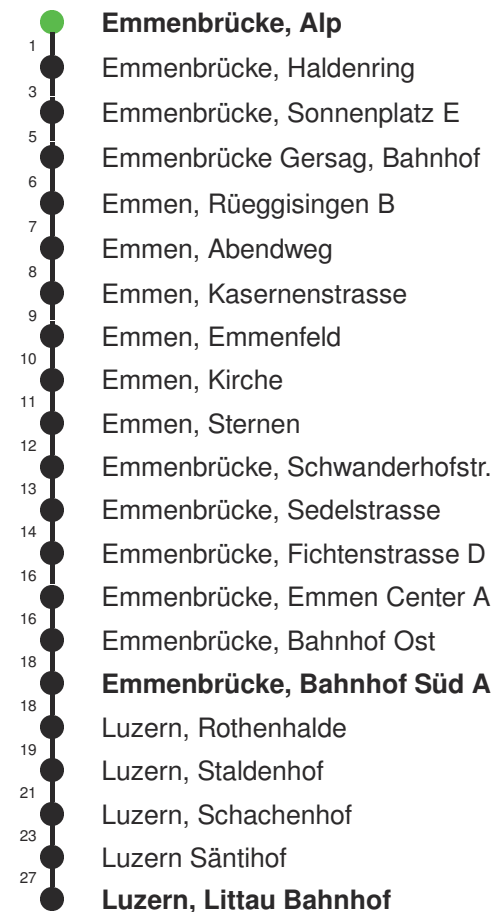 Emmenbrücke, Alp
1
Emmenbrücke, Haldenring
3
Emmenbrücke, Sonnenplatz E
5
Emmenbrücke Gersag, Bahnhof
6
Emmen, Rüeggisingen B
7
Emmen, Abendweg
8
Emmen, Kasernenstrasse
9
Emmen, Emmenfeld
10
Emmen, Kirche
11
Emmen, Sternen
12
Emmenbrücke, Schwanderhofstr.
13
Emmenbrücke, Sedelstrasse
14
Emmenbrücke, Fichtenstrasse D
16
Emmenbrücke, Emmen Center A
16
Emmenbrücke, Bahnhof Ost
18
Emmenbrücke, Bahnhof Süd A
18
Luzern, Rothenhalde
19
Luzern, Staldenhof
21
Luzern, Schachenhof
23
Luzern Säntihof
27
Luzern, Littau Bahnhof